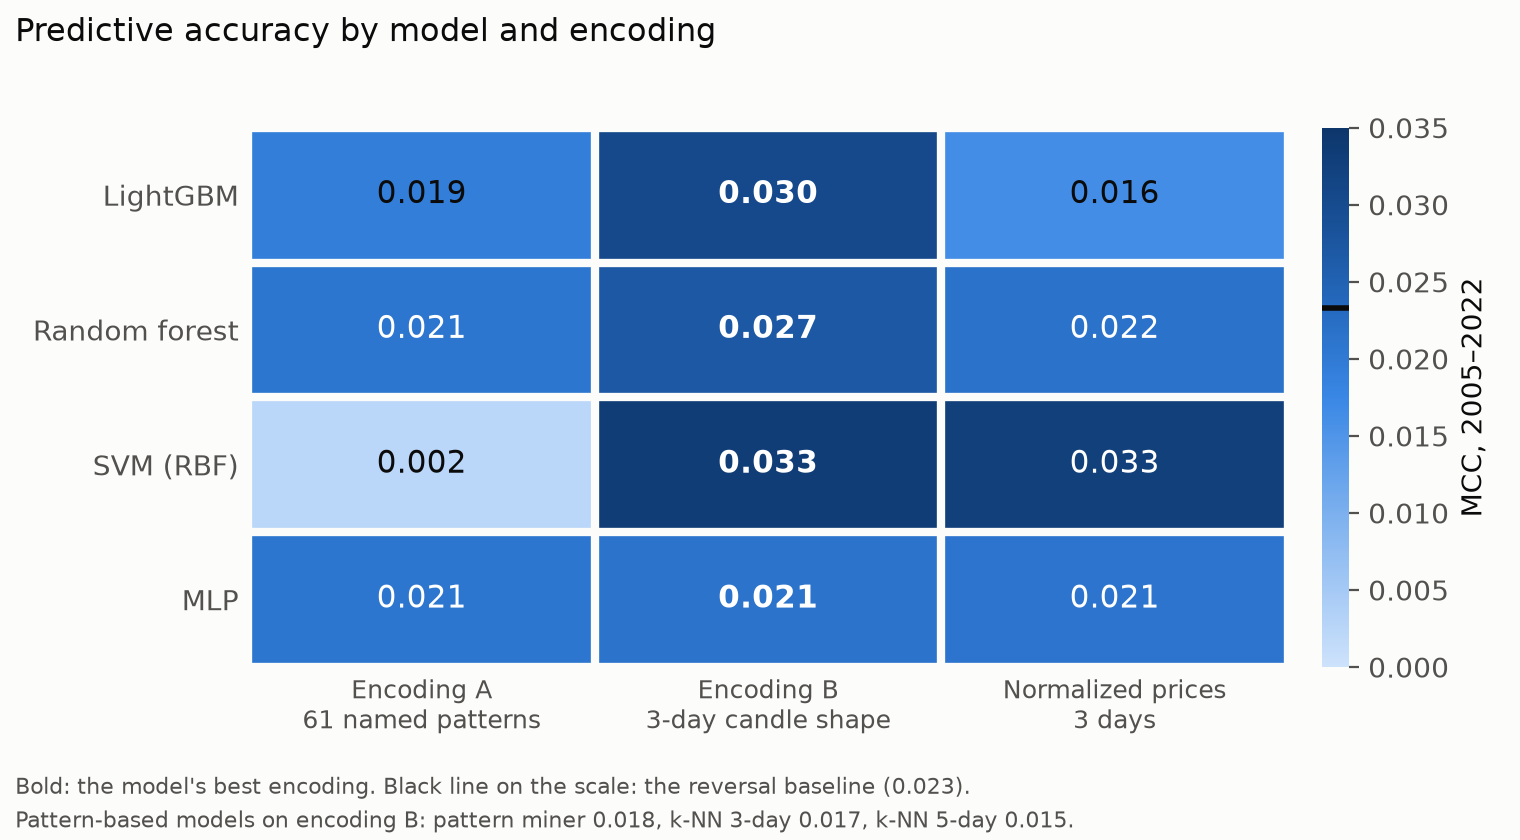 Predictive accuracy by model and encoding
LightGBM
0.019
0.030
0.016
Random forest
0.021
0.027
0.022
SVM (RBF)
0.002
0.033
0.033
MLP
0.021
0.021
0.021
Encoding A
61 named patterns
Encoding B
3-day candle shape
Normalized prices
3 days
0.035
0.030
0.025
0.020
0.015
0.010
0.005
0.000
MCC, 2005–2022
Bold: the model's best encoding. Black line on the scale: the reversal baseline (0.023).
Pattern-based models on encoding B: pattern miner 0.018, k-NN 3-day 0.017, k-NN 5-day 0.015.